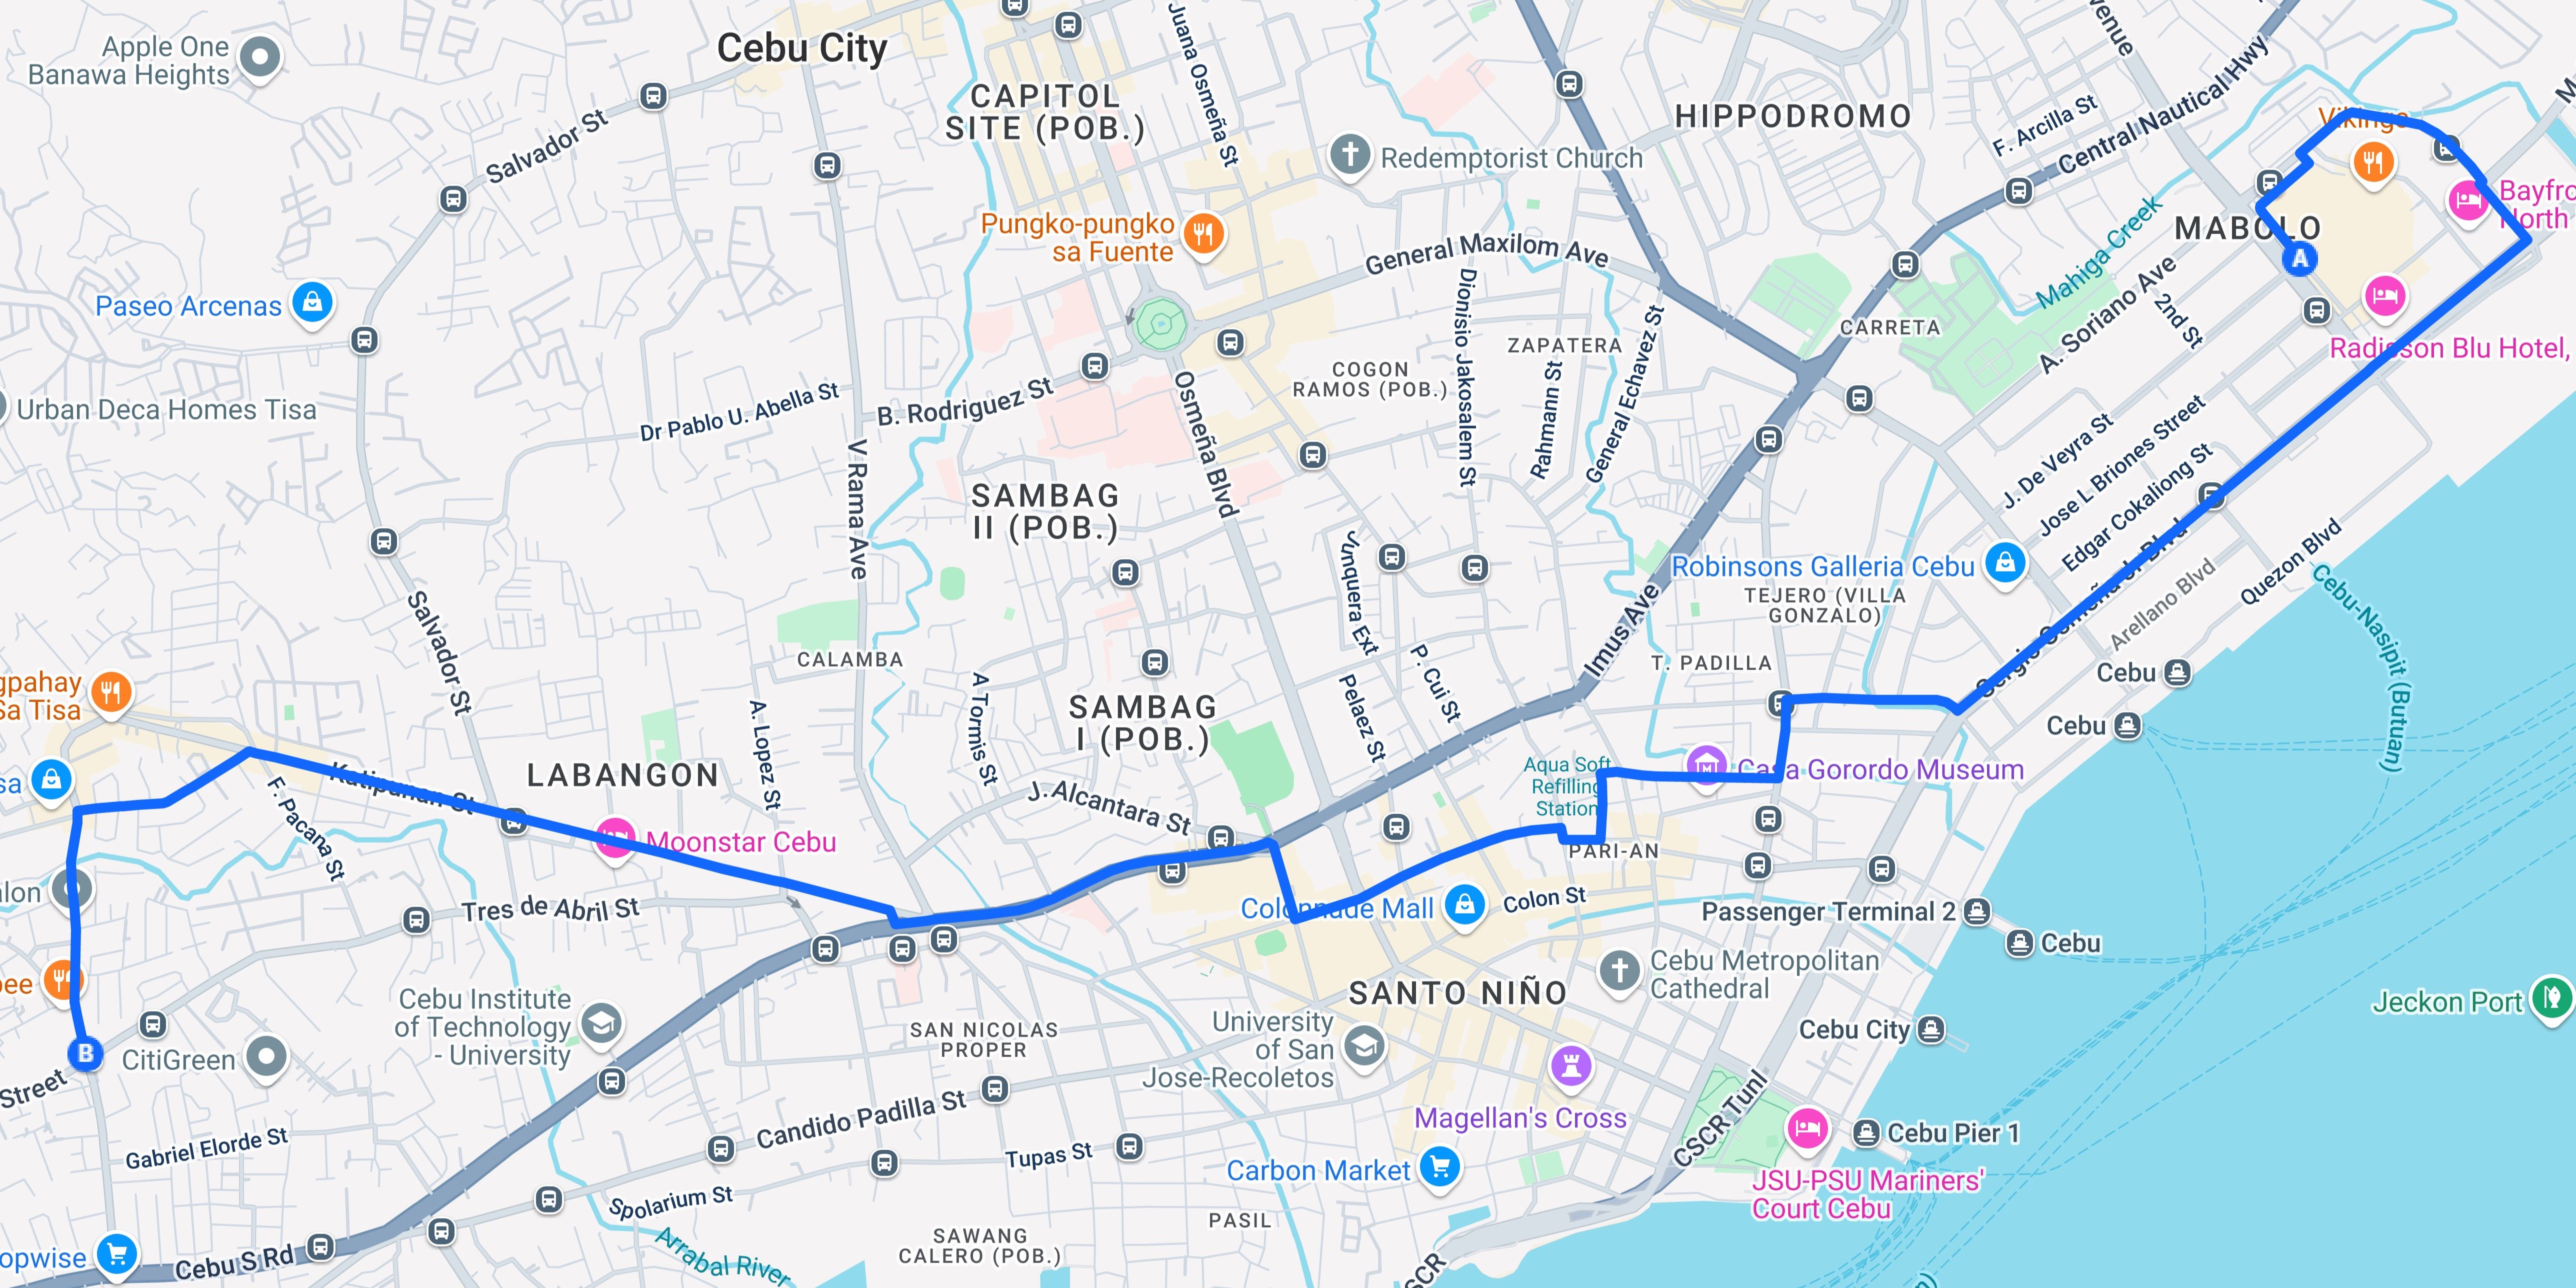 Apple One
Banawa Heights
Cebu City
CAPITOL
SITE (POB.)
Juana Osmeña St
HIPPODROMO
F. Arcilla St
Central Nautical Hwy
Vikings
Salvador St
Redemptorist Church
Pungko-pungko
sa Fuente
General Maxilom Ave
Mahiga Creek
MABOLO
A
Bayfro
North
Paseo Arcenas
Dionisio Jakosalem St
ZAPATERA
General Echavez St
CARRETA
A. Soriano Ave
2nd St
Radisson Blu Hotel,
Urban Deca Homes Tisa
Dr Pablo U. Abella St
B. Rodriguez St
Osmeña Blvd
COGON
RAMOS (POB.)
Rahmann St
V Rama Ave
SAMBAG
II (POB.)
J. De Veyra St
Jose L Briones Street
Edgar Cokaliong St
Junquera Ext
Imus Ave
Robinsons Galleria Cebu
TEJERO (VILLA
GONZALO)
Arellano Blvd
Quezon Blvd
Cebu-Nasipit (Butuan)
Salvador St
CALAMBA
T. PADILLA
P. Cui St
Pelaez St
Cebu
Cebu
gpahay
Sa Tisa
A Tormis St
SAMBAG
I (POB.)
A. Lopez St
sa
Katipunan St
F. Pacana St
LABANGON
Moonstar Cebu
J. Alcantara St
Aqua Soft
Refilling
Station
Casa Gorordo Museum
PARI-AN
alon
Tres de Abril St
Colonnade Mall
Colon St
Passenger Terminal 2
Cebu
Cebu Metropolitan
Cathedral
SANTO NIÑO
Jeckon Port
bee
B
CitiGreen
Cebu Institute
of Technology
- University
SAN NICOLAS
PROPER
University
of San
Jose-Recoletos
Cebu City
Magellan's Cross
CSCR Tunl
Street
Gabriel Elorde St
Candido Padilla St
Tupas St
Carbon Market
Cebu Pier 1
JSU-PSU Mariners'
Court Cebu
Spolarium St
PASIL
SAWANG
CALERO (POB.)
Arrabal River
opwise
Cebu S Rd